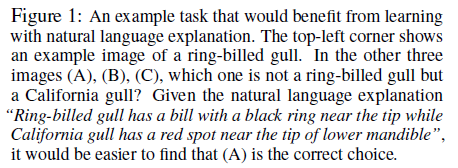 Figure 1: An example task that would benefit from learning
with natural language explanation. The top-left corner shows
an example image of a ring-billed gull. In the other three
images (A), (B), (C), which one is not a ring-billed gull but
a California gull? Given the natural language explanation
“Ring-billed gull has a bill with a black ring near the tip while
California gull has a red spot near the tip of lower mandible”,
it would be easier to find that (A) is the correct choice.